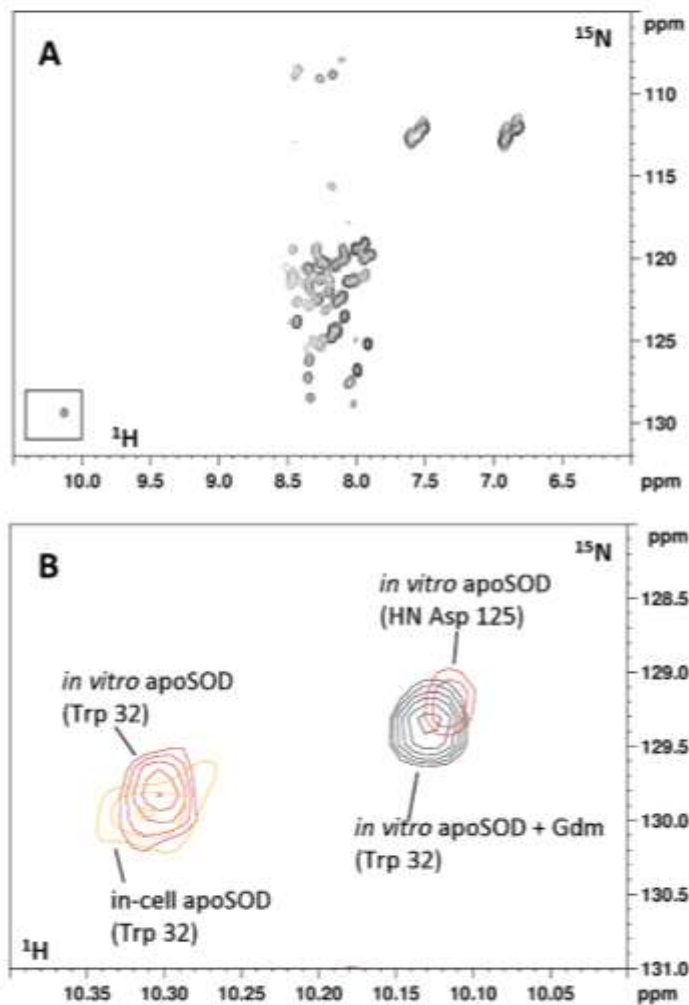 A
15N
ppm
110
115
120
125
130
1H
10.0
9.5
9.0
8.5
8.0
7.5
7.0
6.5
ppm
B
15N
ppm
in vitro apoSOD
(HN Asp 125)
128.5
in vitro apoSOD
(Trp 32)
129.0
129.5
130.0
in vitro apoSOD + Gdm
(Trp 32)
in-cell apoSOD
(Trp 32)
130.5
1H
131.0
10.35
10.30
10.25
10.20
10.15
10.10
10.05
ppm